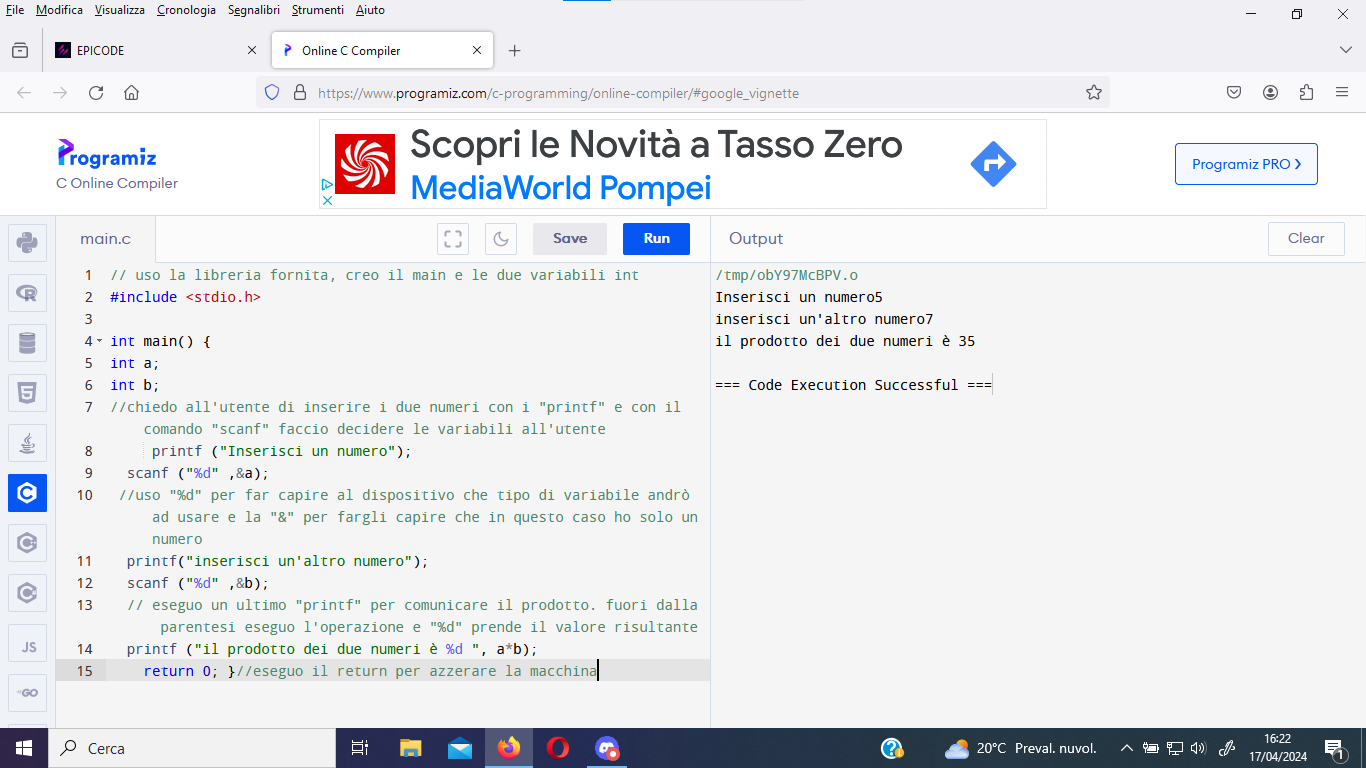 File Modifica Visualizza Cronologia Segnalibri Strumenti Aiuto
EPICODE
Online C Compiler
https://www.programiz.com/c-programming/online-compiler/#google_vignette
Programiz
C Online Compiler
Scopri le Novità a Tasso Zero
MediaWorld Pompei
Programiz PRO
main.c
Save
Run
Output
Clear
1 // uso la libreria fornita, creo il main e le due variabili int
2 #include <stdio.h>
3
4 int main() {
5 int a;
6 int b;
7 //chiedo all'utente di inserire i due numeri con i "printf" e con il
comando "scanf" faccio decidere le variabili all'utente
8 printf ("Inserisci un numero");
9 scanf ("%d" ,&a);
10 //uso "%d" per far capire al dispositivo che tipo di variabile andrò
ad usare e la "&" per fargli capire che in questo caso ho solo un
numero
11 printf("inserisci un'altro numero");
12 scanf ("%d" ,&b);
13 // eseguo un ultimo "printf" per comunicare il prodotto. fuori dalla
parentesi eseguo l'operazione e "%d" prende il valore risultante
14 printf ("il prodotto dei due numeri è %d ", a*b);
15 return 0; }//eseguo il return per azzerare la macchina
/tmp/obY97McBPV.o
Inserisci un numero5
inserisci un'altro numero7
il prodotto dei due numeri è 35
=== Code Execution Successful ===
JS
GO
Cerca
20°C Preval. nuvol.
16:22
17/04/2024
1